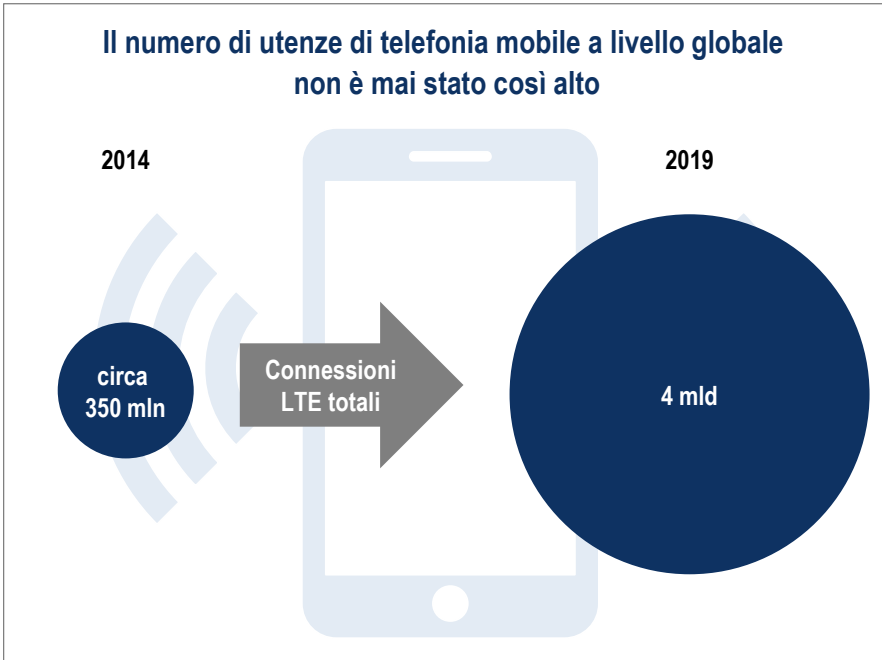 Il numero di utenze di telefonia mobile a livello globale
non è mai stato così alto
2014
2019
circa
350 mln
Connessioni
LTE totali
4 mld